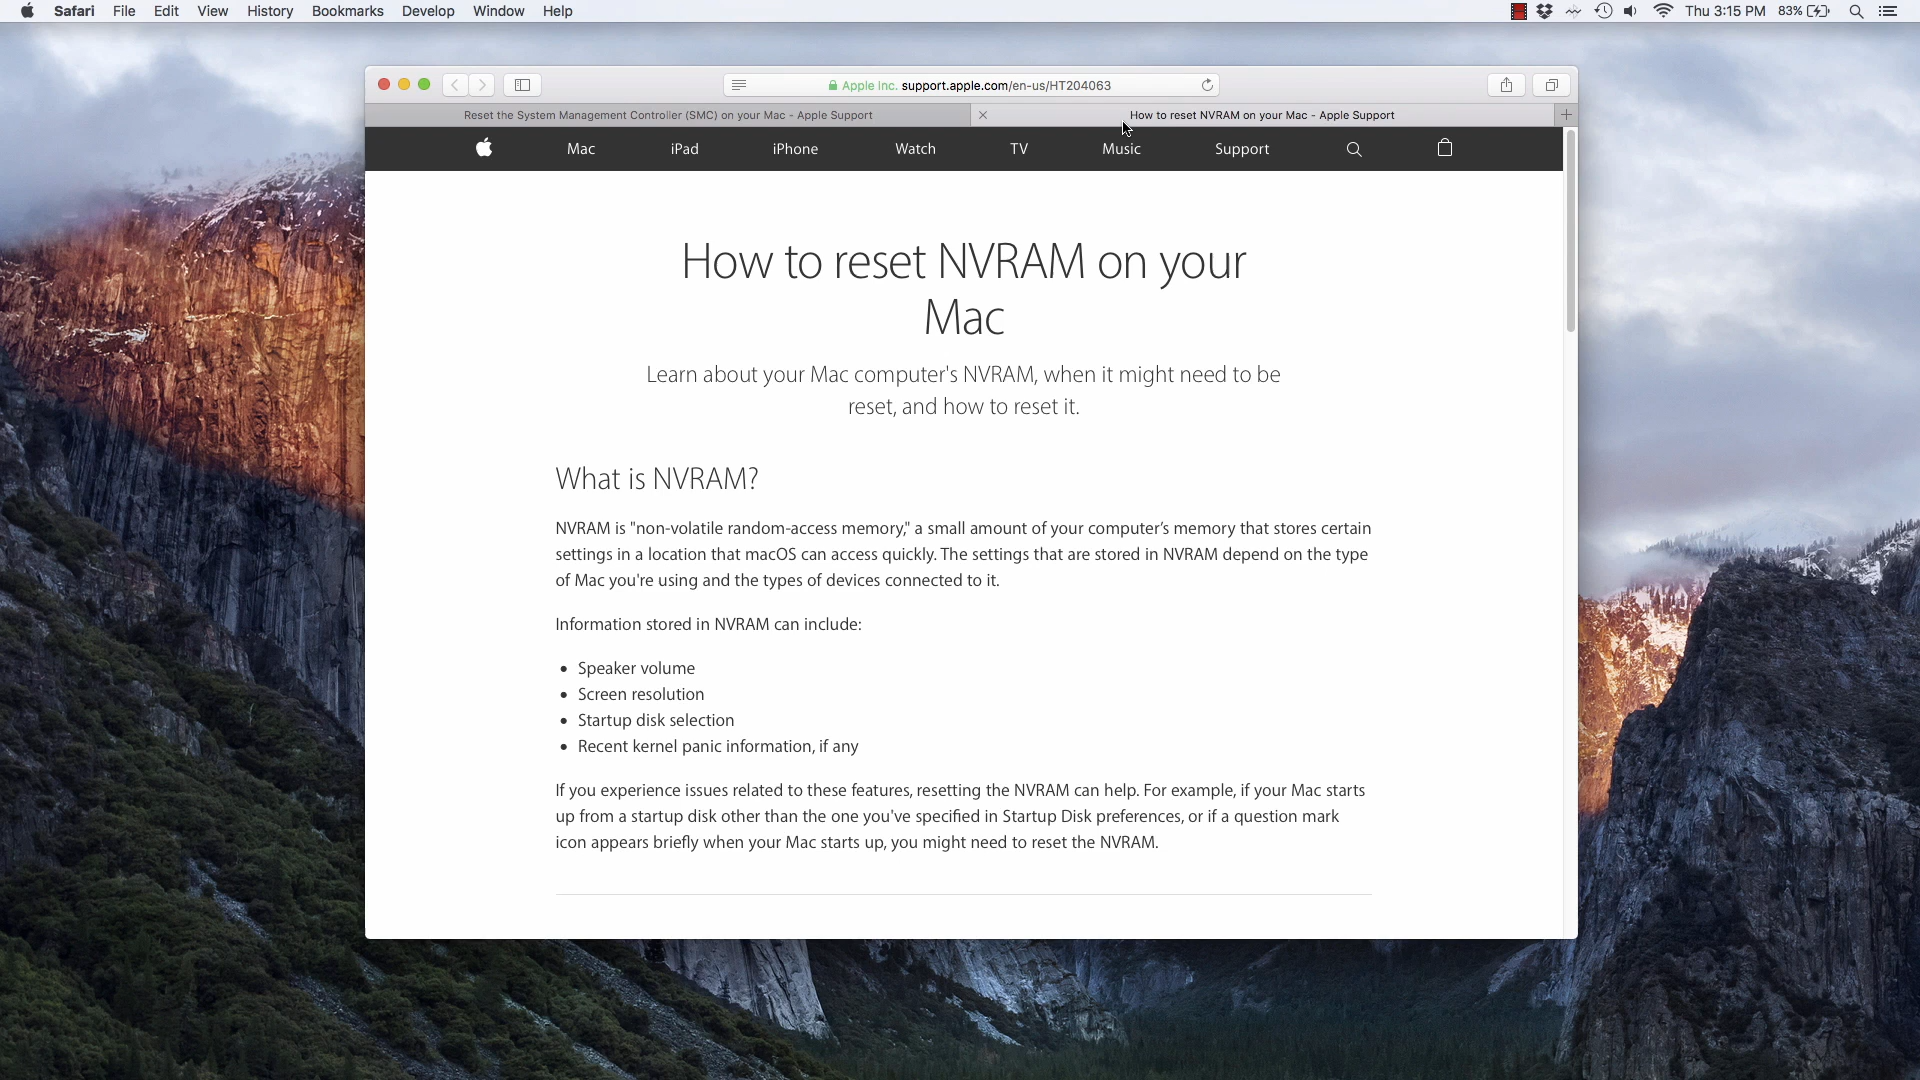 Safari File Edit View History Bookmarks Develop Window Help Thu 3:15 PM 83%
Apple Inc. support.apple.com/en-us/HT204063
Reset the System Management Controller (SMC) on your Mac - Apple Support How to reset NVRAM on your Mac - Apple Support
Mac iPad iPhone Watch TV Music Support
How to reset NVRAM on your
Mac
Learn about your Mac computer's NVRAM, when it might need to be
reset, and how to reset it.
What is NVRAM?
NVRAM is "non-volatile random-access memory," a small amount of your computer’s memory that stores certain
settings in a location that macOS can access quickly. The settings that are stored in NVRAM depend on the type
of Mac you're using and the types of devices connected to it.
Information stored in NVRAM can include:
• Speaker volume
• Screen resolution
• Startup disk selection
• Recent kernel panic information, if any
If you experience issues related to these features, resetting the NVRAM can help. For example, if your Mac starts
up from a startup disk other than the one you've specified in Startup Disk preferences, or if a question mark
icon appears briefly when your Mac starts up, you might need to reset the NVRAM.